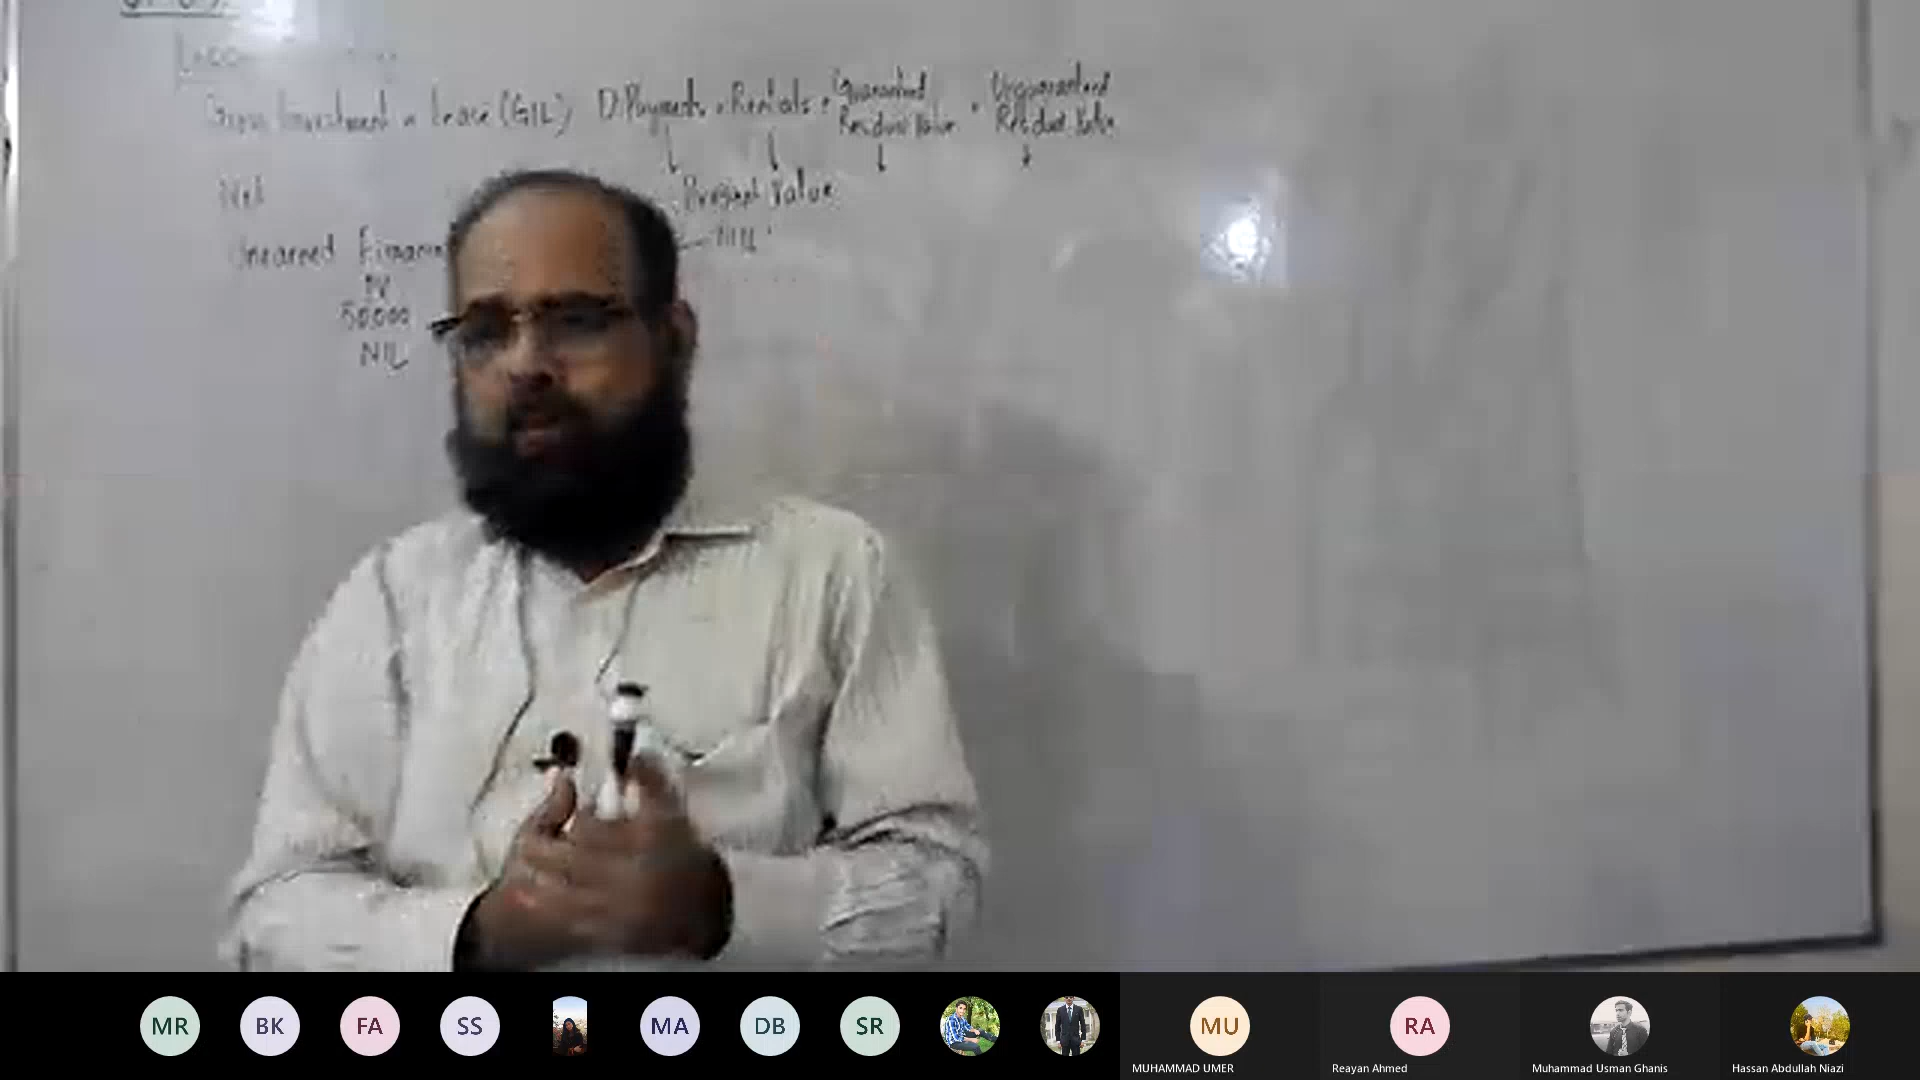 Gross Investment in Lease (GIL) D.Payments + Rentals + Guaranteed Residual Value + Unguaranteed Residual Value
Net
Present Value
Unearned
NIL
PV
50,000
NIL
MR
BK
FA
SS
MA
DB
SR
MU
RA
MUHAMMAD UMER
Reayan Ahmed
Muhammad Usman Ghanis
Hassan Abdullah Niazi